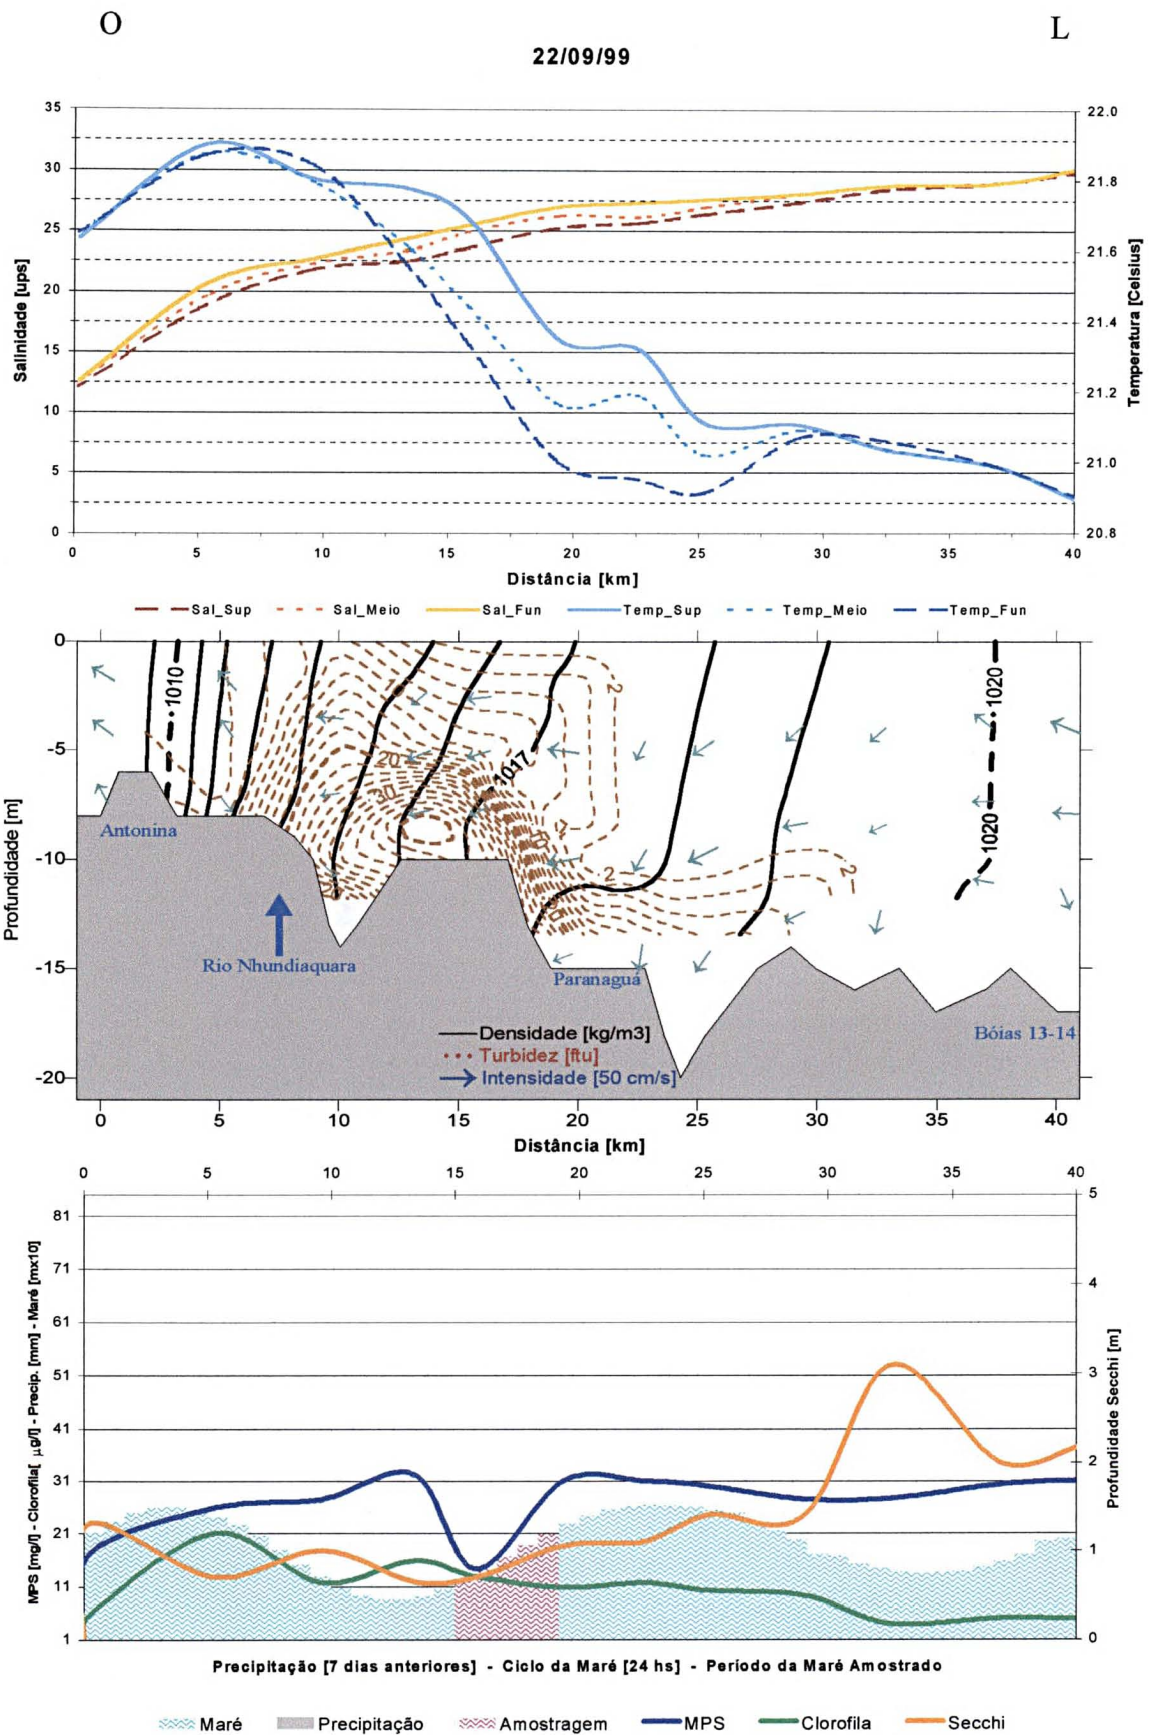 O L
22/09/99
35 22.0
30 21.8
25 21.6
20 21.4
15 21.2
10 21.0
5 20.8
0
Salinidade [ups]
Temperatura [Celsius]
0 5 10 15 20 25 30 35 40
Distância [km]
Sal_Sup Sal_Meio Sal_Fun Temp_Sup Temp_Meio Temp_Fun
0
-5
-10
-15
-20
Profundidade [m]
1010
1017
1020
1020
20
30
2
2
2
Antonina
Rio Nhundiaquara
Paranaguá
Bóias 13-14
Densidade [kg/m3]
Turbidez [ftu]
Intensidade [50 cm/s]
0 5 10 15 20 25 30 35 40
Distância [km]
0 5 10 15 20 25 30 35 40
81
71
61
51
41
31
21
11
1
MPS [mg/l] - Clorofila[ µg/l] - Precip. [mm] - Maré [mx10]
5
4
3
2
1
0
Profundidade Secchi [m]
Precipitação [7 dias anteriores] - Ciclo da Maré [24 hs] - Período da Maré Amostrado
Maré Precipitação Amostragem MPS Clorofila Secchi